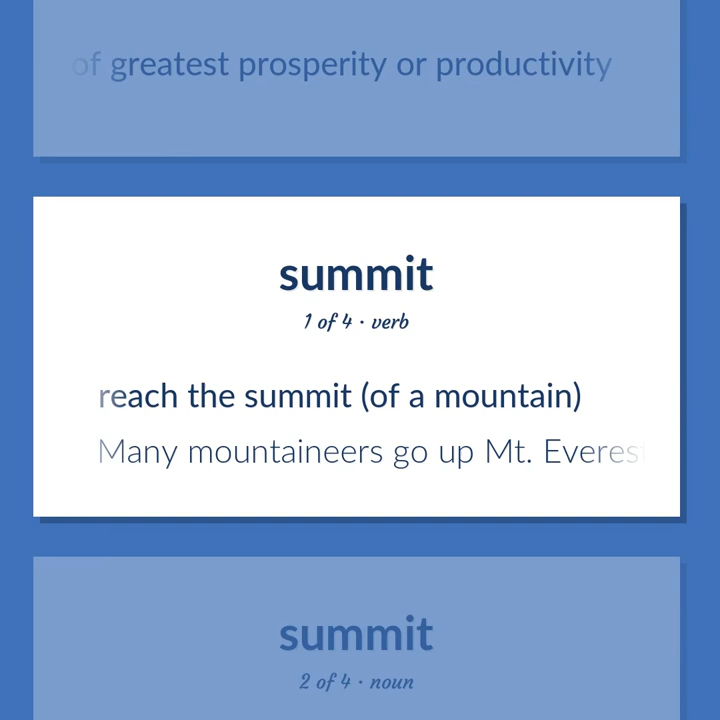 of greatest prosperity or productivity
summit
1 of 4 · verb
reach the summit (of a mountain)
Many mountaineers go up Mt. Everest
summit
2 of 4 · noun